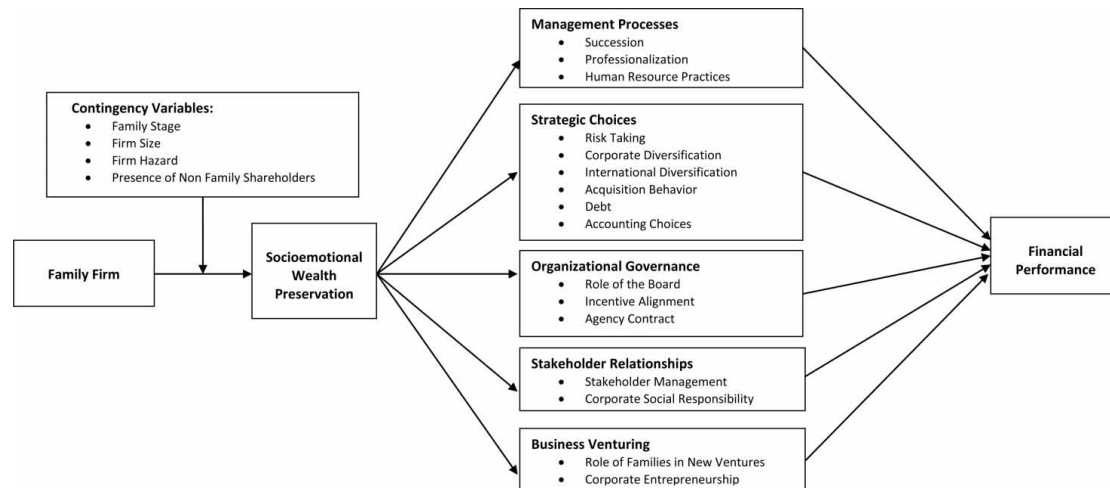 Management Processes
• Succession
• Professionalization
• Human Resource Practices
Contingency Variables:
• Family Stage
• Firm Size
• Firm Hazard
• Presence of Non Family Shareholders
Strategic Choices
• Risk Taking
• Corporate Diversification
• International Diversification
• Acquisition Behavior
• Debt
• Accounting Choices
Family Firm
Socioemotional
Wealth
Preservation
Organizational Governance
• Role of the Board
• Incentive Alignment
• Agency Contract
Financial
Performance
Stakeholder Relationships
• Stakeholder Management
• Corporate Social Responsibility
Business Venturing
• Role of Families in New Ventures
• Corporate Entrepreneurship